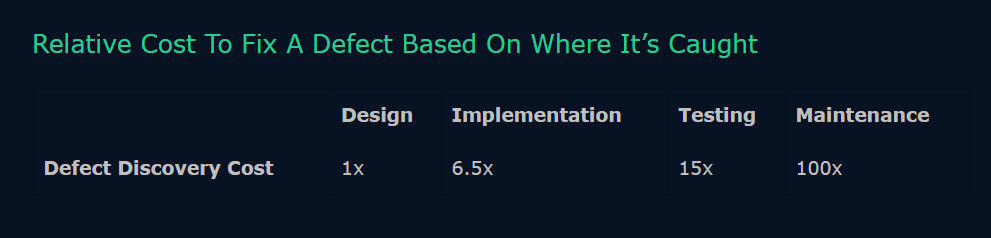 Relative Cost To Fix A Defect Based On Where It’s Caught
Design Implementation Testing Maintenance
Defect Discovery Cost 1x 6.5x 15x 100x